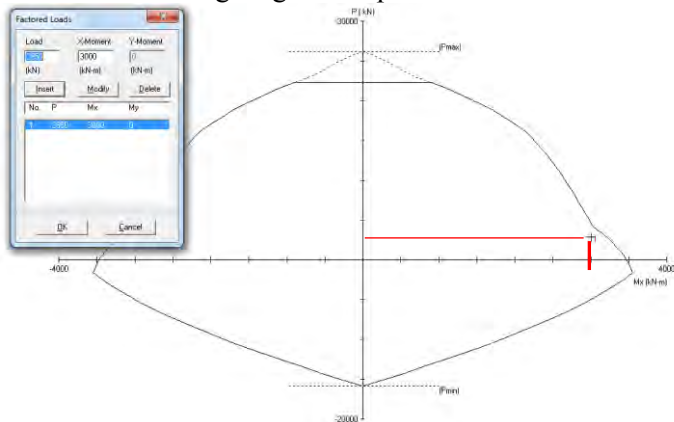 Factored Loads
P ( kN)
30000
Load X-Moment Y-Moment
3000 0
(kN) (kN-m) (kN-m)
Insert Modify Delete
No. P Mx My
1 3000 0
OK Cancel
(Pmax)
-4000
4000
Mx (kN-m)
(Pmin)
-20000